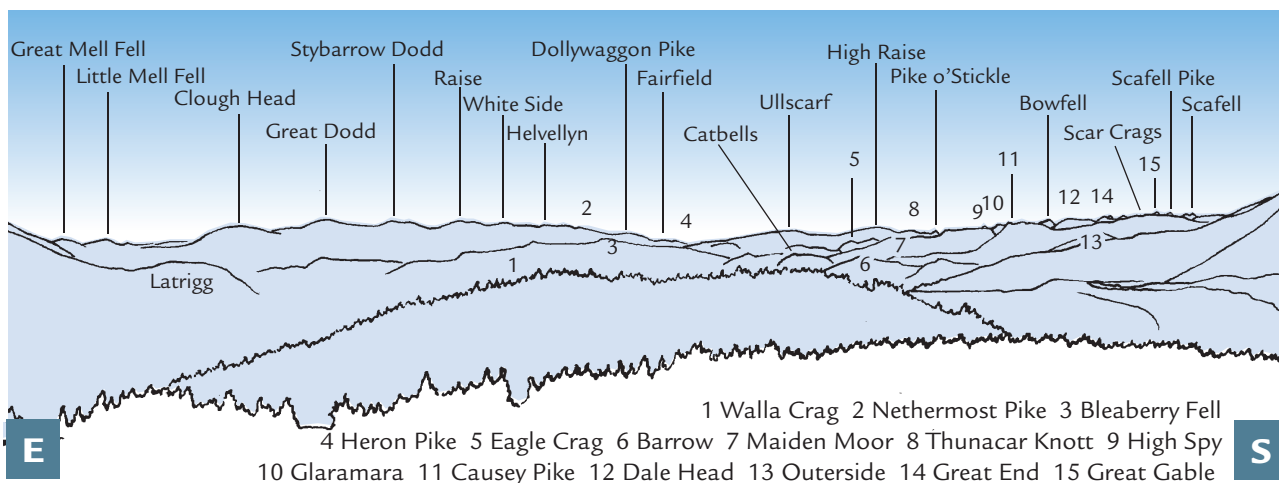 Great Mell Fell
Little Mell Fell
Clough Head
Great Dodd
Stybarrow Dodd
Raise
White Side
Helvellyn
Dollywaggon Pike
Fairfield
Catbells
Ullscarf
High Raise
Pike o'Stickle
Bowfell
Scar Crags
Scafell Pike
Scafell
5
11
15
2
4
8
9
10
12
14
3
7
13
1
6
Latrigg
1 Walla Crag 2 Nethermost Pike 3 Bleaberry Fell
4 Heron Pike 5 Eagle Crag 6 Barrow 7 Maiden Moor 8 Thunacar Knott 9 High Spy
10 Glaramara 11 Causey Pike 12 Dale Head 13 Outerside 14 Great End 15 Great Gable
E
S